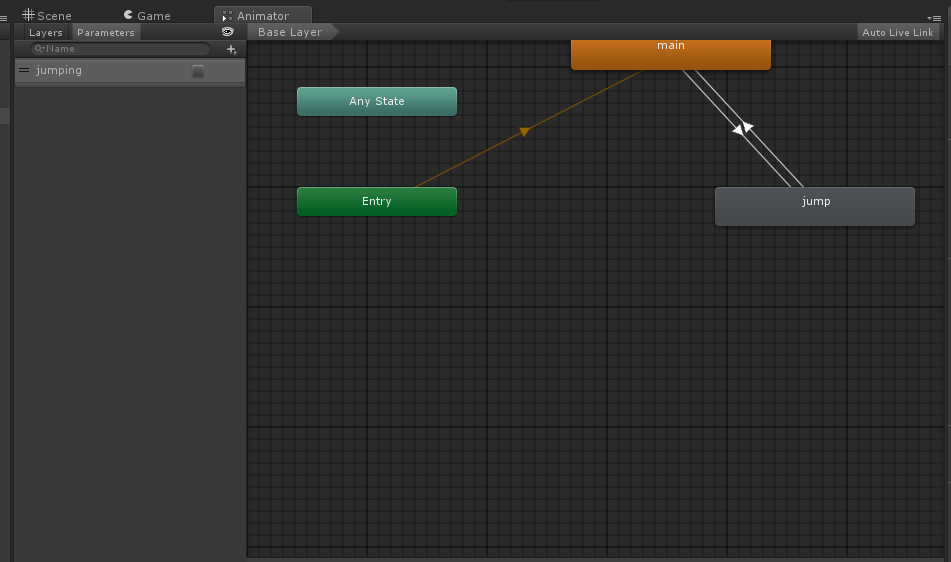 Scene Game Animator
Layers Parameters Base Layer Auto Live Link
Name
jumping
main
Any State
Entry
jump